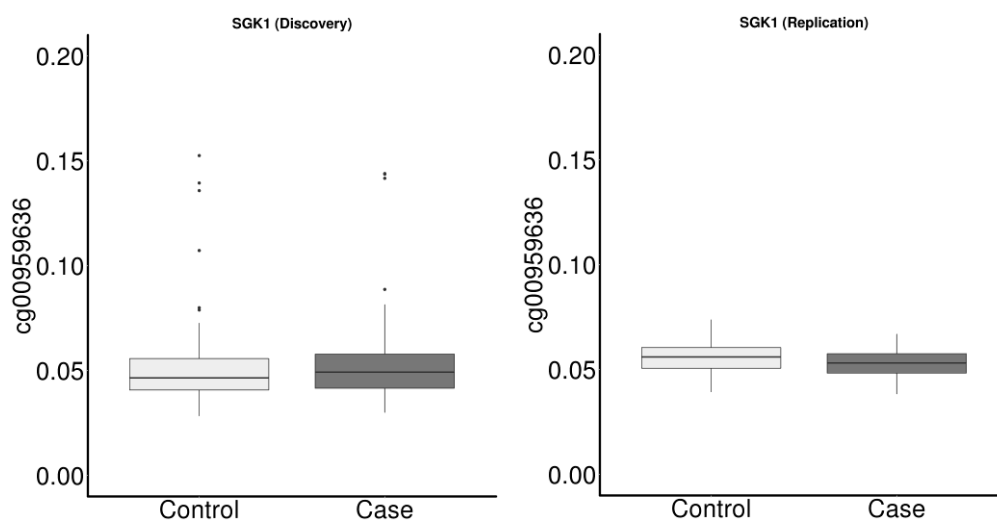 SGK1 (Discovery)
0.20
0.15
0.10
0.05
0.00
cg00959636
Control Case
SGK1 (Replication)
0.20
0.15
0.10
0.05
0.00
cg00959636
Control Case